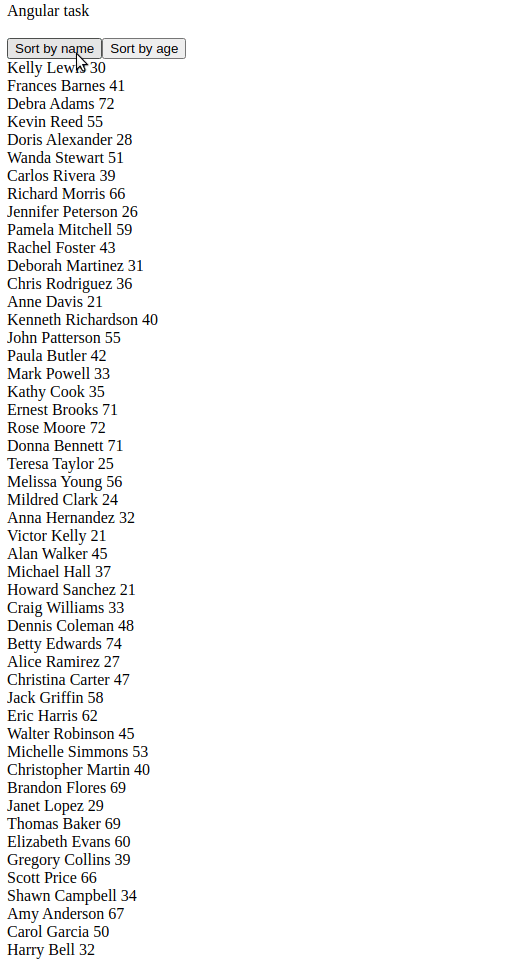 Angular task
Sort by name Sort by age
Kelly Lewis 30
Frances Barnes 41
Debra Adams 72
Kevin Reed 55
Doris Alexander 28
Wanda Stewart 51
Carlos Rivera 39
Richard Morris 66
Jennifer Peterson 26
Pamela Mitchell 59
Rachel Foster 43
Deborah Martinez 31
Chris Rodriguez 36
Anne Davis 21
Kenneth Richardson 40
John Patterson 55
Paula Butler 42
Mark Powell 33
Kathy Cook 35
Ernest Brooks 71
Rose Moore 72
Donna Bennett 71
Teresa Taylor 25
Melissa Young 56
Mildred Clark 24
Anna Hernandez 32
Victor Kelly 21
Alan Walker 45
Michael Hall 37
Howard Sanchez 21
Craig Williams 33
Dennis Coleman 48
Betty Edwards 74
Alice Ramirez 27
Christina Carter 47
Jack Griffin 58
Eric Harris 62
Walter Robinson 45
Michelle Simmons 53
Christopher Martin 40
Brandon Flores 69
Janet Lopez 29
Thomas Baker 69
Elizabeth Evans 60
Gregory Collins 39
Scott Price 66
Shawn Campbell 34
Amy Anderson 67
Carol Garcia 50
Harry Bell 32